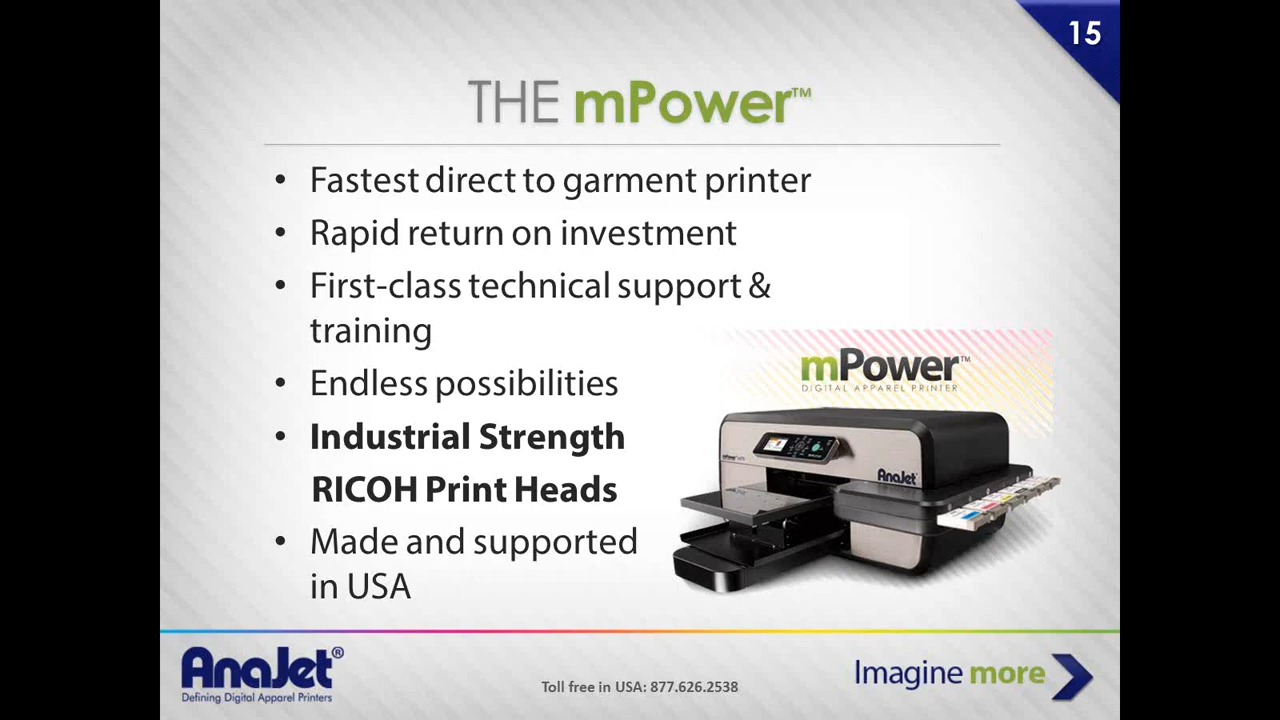 15
THE mPower™
• Fastest direct to garment printer
• Rapid return on investment
• First-class technical support &
training
• Endless possibilities
• Industrial Strength
RICOH Print Heads
• Made and supported
in USA
mPower™
DIGITAL APPAREL PRINTER
AnaJet
AnaJet®
Defining Digital Apparel Printers
Toll free in USA: 877.626.2538
Imagine more